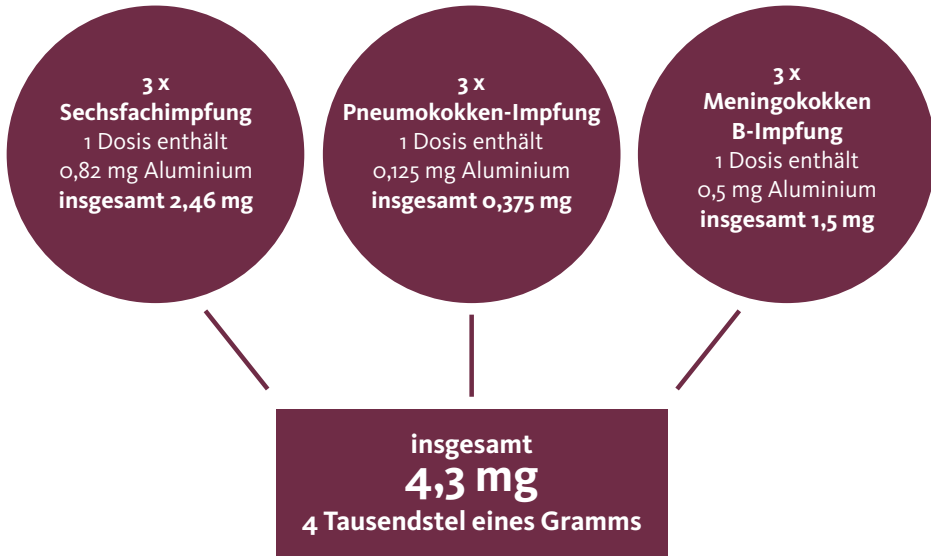 3 x
Sechsfachimpfung
1 Dosis enthält
0,82 mg Aluminium
insgesamt 2,46 mg
3 x
Pneumokokken-Impfung
1 Dosis enthält
0,125 mg Aluminium
insgesamt 0,375 mg
3 x
Meningokokken
B-Impfung
1 Dosis enthält
0,5 mg Aluminium
insgesamt 1,5 mg
insgesamt
4,3 mg
4 Tausendstel eines Gramms